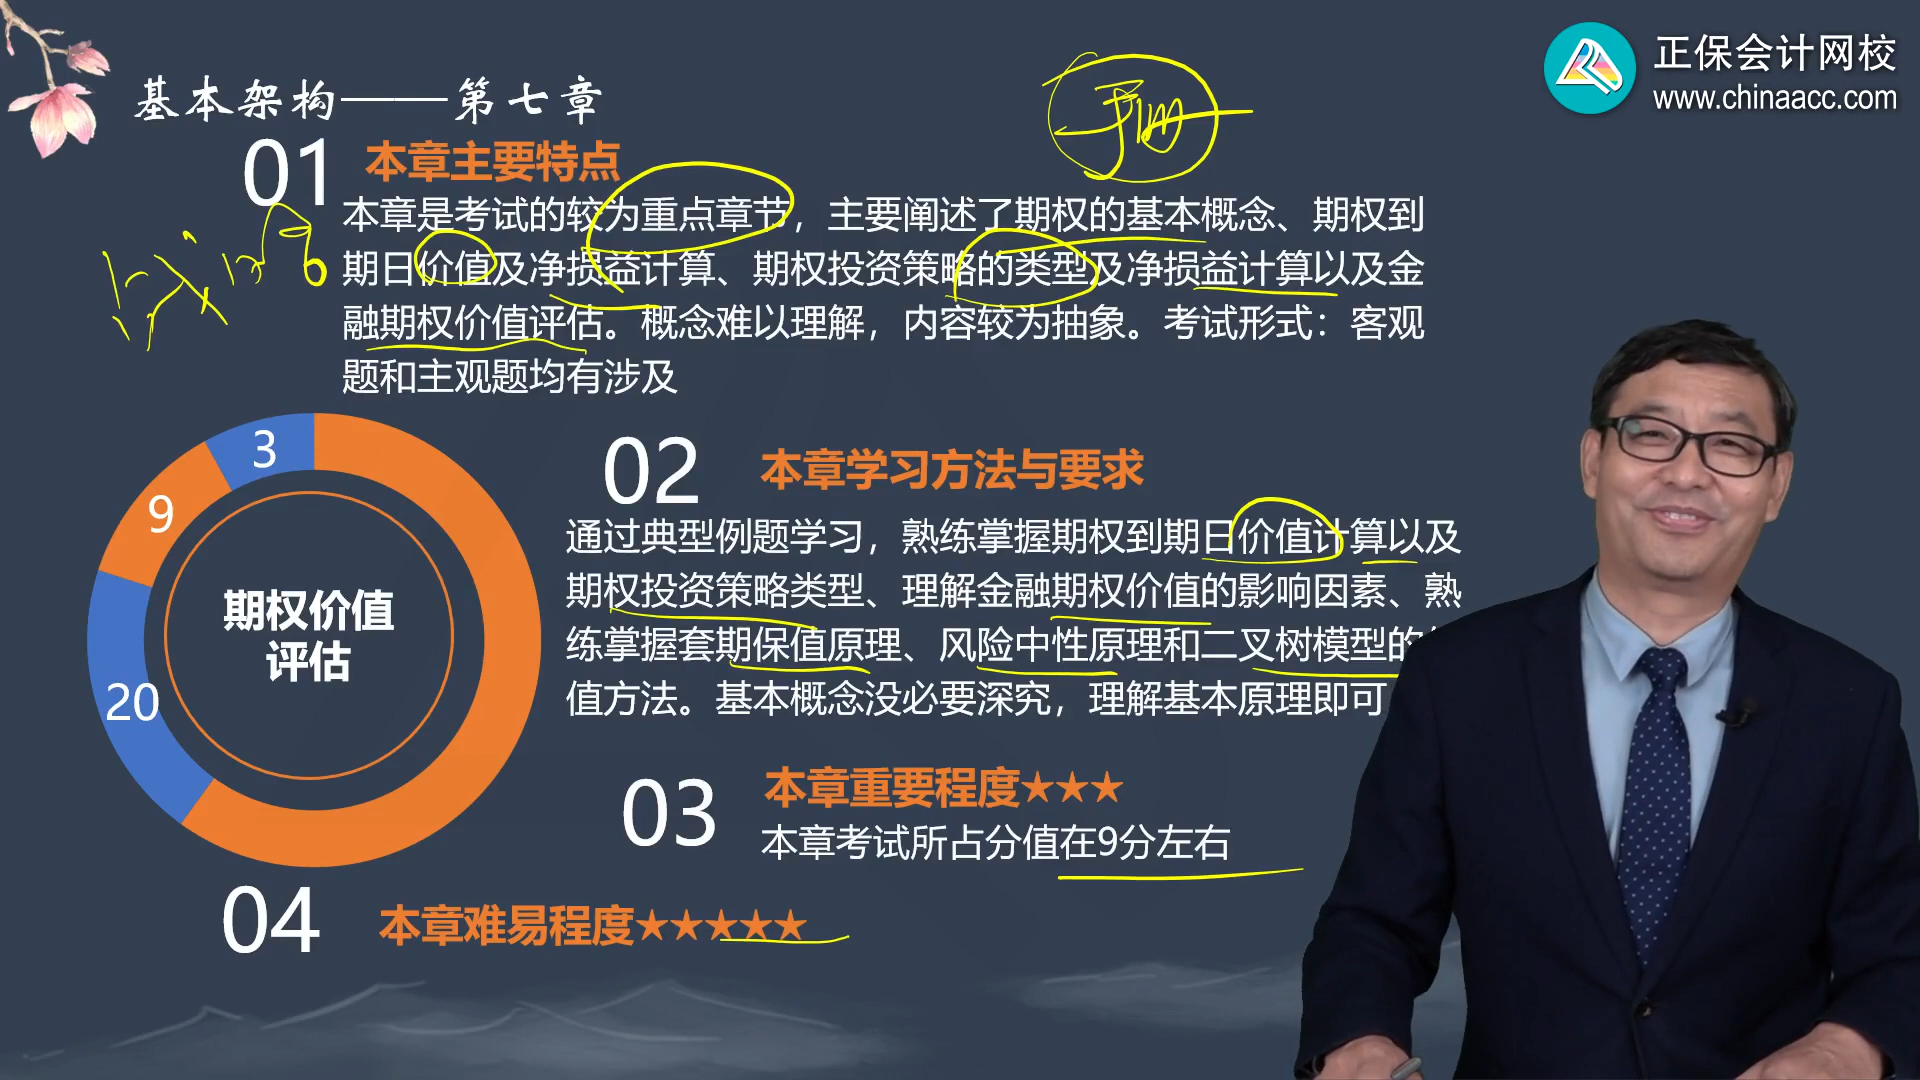 正保会计网校
www.chinaacc.com
基本架构——第七章
01 本章主要特点
本章是考试的较为重点章节，主要阐述了期权的基本概念、期权到
期日价值及净损益计算、期权投资策略的类型及净损益计算以及金
融期权价值评估。概念难以理解，内容较为抽象。考试形式：客观
题和主观题均有涉及
3
9
20
期权价值
评估
02 本章学习方法与要求
通过典型例题学习，熟练掌握期权到期日价值计算以及
期权投资策略类型、理解金融期权价值的影响因素、熟
练掌握套期保值原理、风险中性原理和二叉树模型的
值方法。基本概念没必要深究，理解基本原理即可
03 本章重要程度★★★
本章考试所占分值在9分左右
04 本章难易程度★★★★★